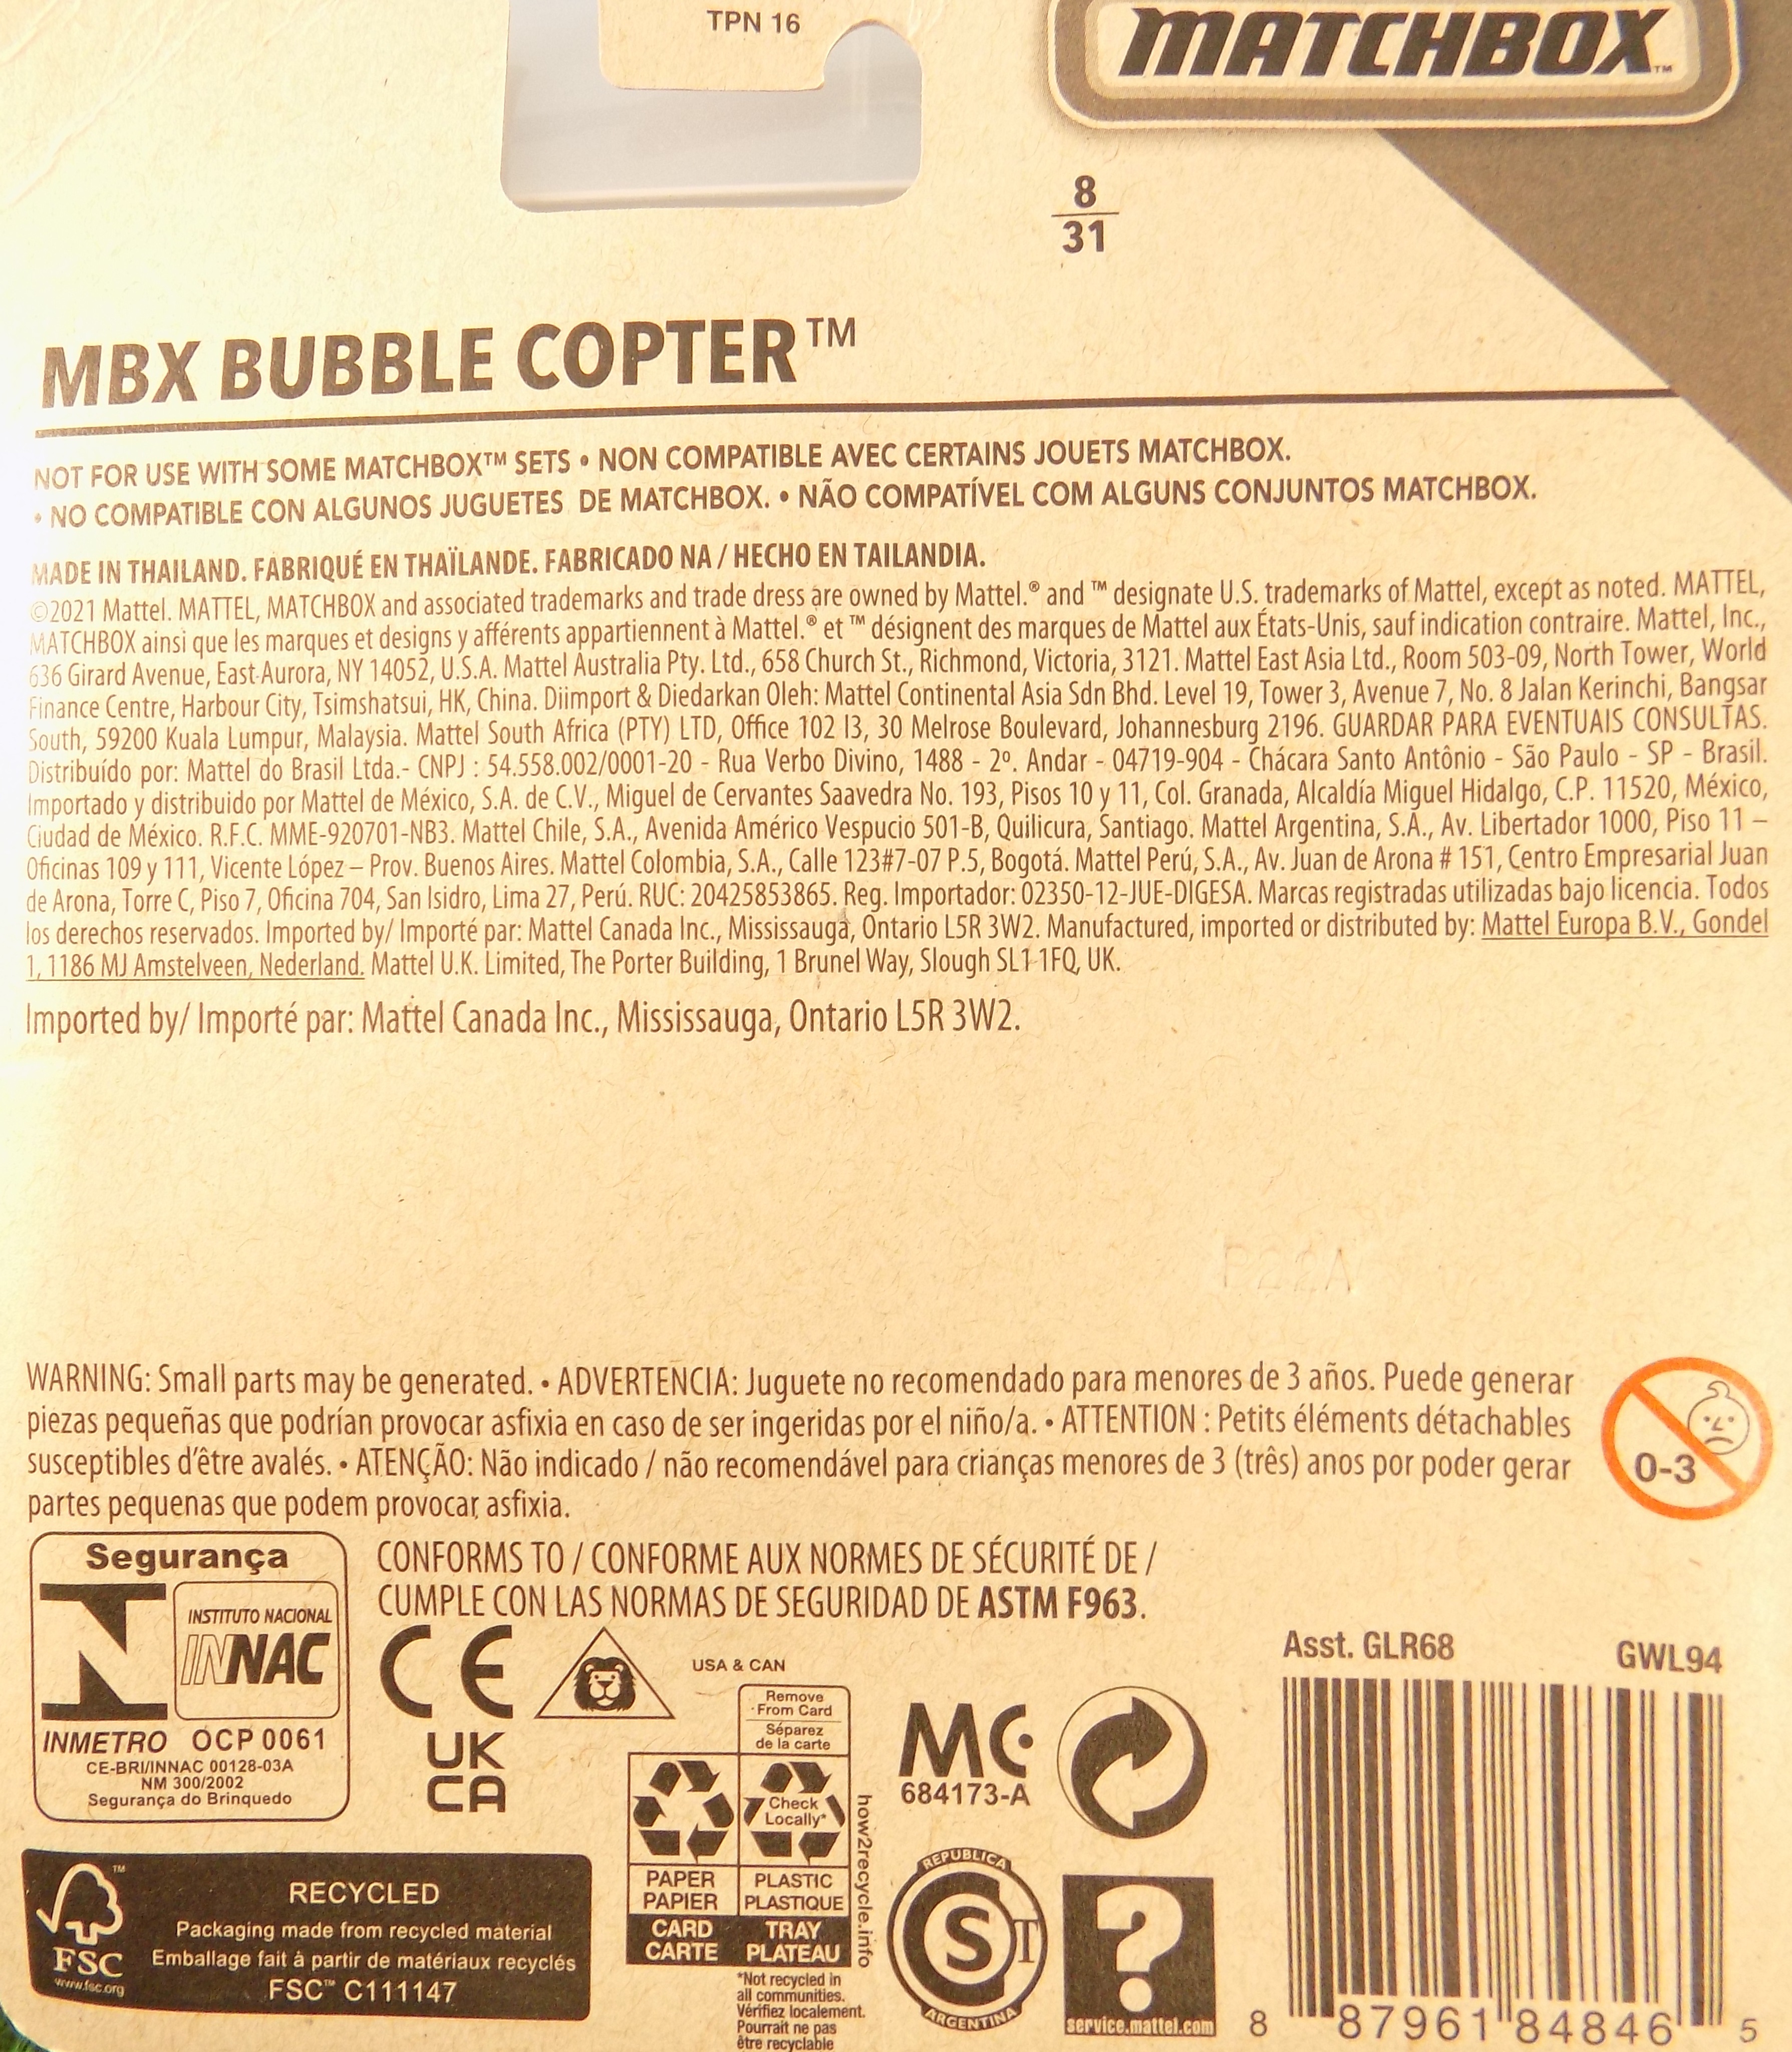 TPN 16
MATCHBOX™
8
31
MBX BUBBLE COPTER™
NOT FOR USE WITH SOME MATCHBOX™ SETS • NON COMPATIBLE AVEC CERTAINS JOUETS MATCHBOX.
• NO COMPATIBLE CON ALGUNOS JUGUETES DE MATCHBOX. • NÃO COMPATÍVEL COM ALGUNS CONJUNTOS MATCHBOX.
MADE IN THAILAND. FABRIQUÉ EN THAÏLANDE. FABRICADO NA / HECHO EN TAILANDIA.
©2021 Mattel. MATTEL, MATCHBOX and associated trademarks and trade dress are owned by Mattel.® and ™ designate U.S. trademarks of Mattel, except as noted. MATTEL,
MATCHBOX ainsi que les marques et designs y afférents appartiennent à Mattel.® et ™ désignent des marques de Mattel aux États-Unis, sauf indication contraire. Mattel, Inc.,
636 Girard Avenue, East Aurora, NY 14052, U.S.A. Mattel Australia Pty. Ltd., 658 Church St., Richmond, Victoria, 3121. Mattel East Asia Ltd., Room 503-09, North Tower, World
Finance Centre, Harbour City, Tsimshatsui, HK, China. Diimport & Diedarkan Oleh: Mattel Continental Asia Sdn Bhd. Level 19, Tower 3, Avenue 7, No. 8 Jalan Kerinchi, Bangsar
South, 59200 Kuala Lumpur, Malaysia. Mattel South Africa (PTY) LTD, Office 102 I3, 30 Melrose Boulevard, Johannesburg 2196. GUARDAR PARA EVENTUAIS CONSULTAS.
Distribuído por: Mattel do Brasil Ltda.- CNPJ : 54.558.002/0001-20 - Rua Verbo Divino, 1488 - 2º. Andar - 04719-904 - Chácara Santo Antônio - São Paulo - SP - Brasil.
Importado y distribuido por Mattel de México, S.A. de C.V., Miguel de Cervantes Saavedra No. 193, Pisos 10 y 11, Col. Granada, Alcaldía Miguel Hidalgo, C.P. 11520, México,
Ciudad de México. R.F.C. MME-920701-NB3. Mattel Chile, S.A., Avenida Américo Vespucio 501-B, Quilicura, Santiago. Mattel Argentina, S.A., Av. Libertador 1000, Piso 11 –
Oficinas 109 y 111, Vicente López – Prov. Buenos Aires. Mattel Colombia, S.A., Calle 123#7-07 P.5, Bogotá. Mattel Perú, S.A., Av. Juan de Arona # 151, Centro Empresarial Juan
de Arona, Torre C, Piso 7, Oficina 704, San Isidro, Lima 27, Perú. RUC: 20425853865. Reg. Importador: 02350-12-JUE-DIGESA. Marcas registradas utilizadas bajo licencia. Todos
los derechos reservados. Imported by/ Importé par: Mattel Canada Inc., Mississauga, Ontario L5R 3W2. Manufactured, imported or distributed by: Mattel Europa B.V., Gondel
1, 1186 MJ Amstelveen, Nederland. Mattel U.K. Limited, The Porter Building, 1 Brunel Way, Slough SL1 1FQ, UK.
Imported by/ Importé par: Mattel Canada Inc., Mississauga, Ontario L5R 3W2.
WARNING: Small parts may be generated. • ADVERTENCIA: Juguete no recomendado para menores de 3 años. Puede generar
piezas pequeñas que podrían provocar asfixia en caso de ser ingeridas por el niño/a. • ATTENTION : Petits éléments détachables
susceptibles d'être avalés. • ATENÇÃO: Não indicado / não recomendável para crianças menores de 3 (três) anos por poder gerar
partes pequenas que podem provocar asfixia.
0-3
Segurança
INSTITUTO NACIONAL
INNAC
INMETRO OCP 0061
CE-BRI/INNAC 00128-03A
NM 300/2002
Segurança do Brinquedo
CONFORMS TO / CONFORME AUX NORMES DE SÉCURITÉ DE /
CUMPLE CON LAS NORMAS DE SEGURIDAD DE ASTM F963.
CE
UK
CA
USA & CAN
Remove
From Card
Séparez
de la carte
Check
Locally*
PAPER
PAPIER
CARD
CARTE
PLASTIC
PLASTIQUE
TRAY
PLATEAU
how2recycle.info
*Not recycled in
all communities.
Vérifiez localement.
Pourrait ne pas
être recyclable
MC
684173-A
REPUBLICA
S T
ARGENTINA
?
service.mattel.com
Asst. GLR68
GWL94
8 87961 84846 5
™
FSC
www.fsc.org
RECYCLED
Packaging made from recycled material
Emballage fait à partir de matériaux recyclés
FSC™ C111147